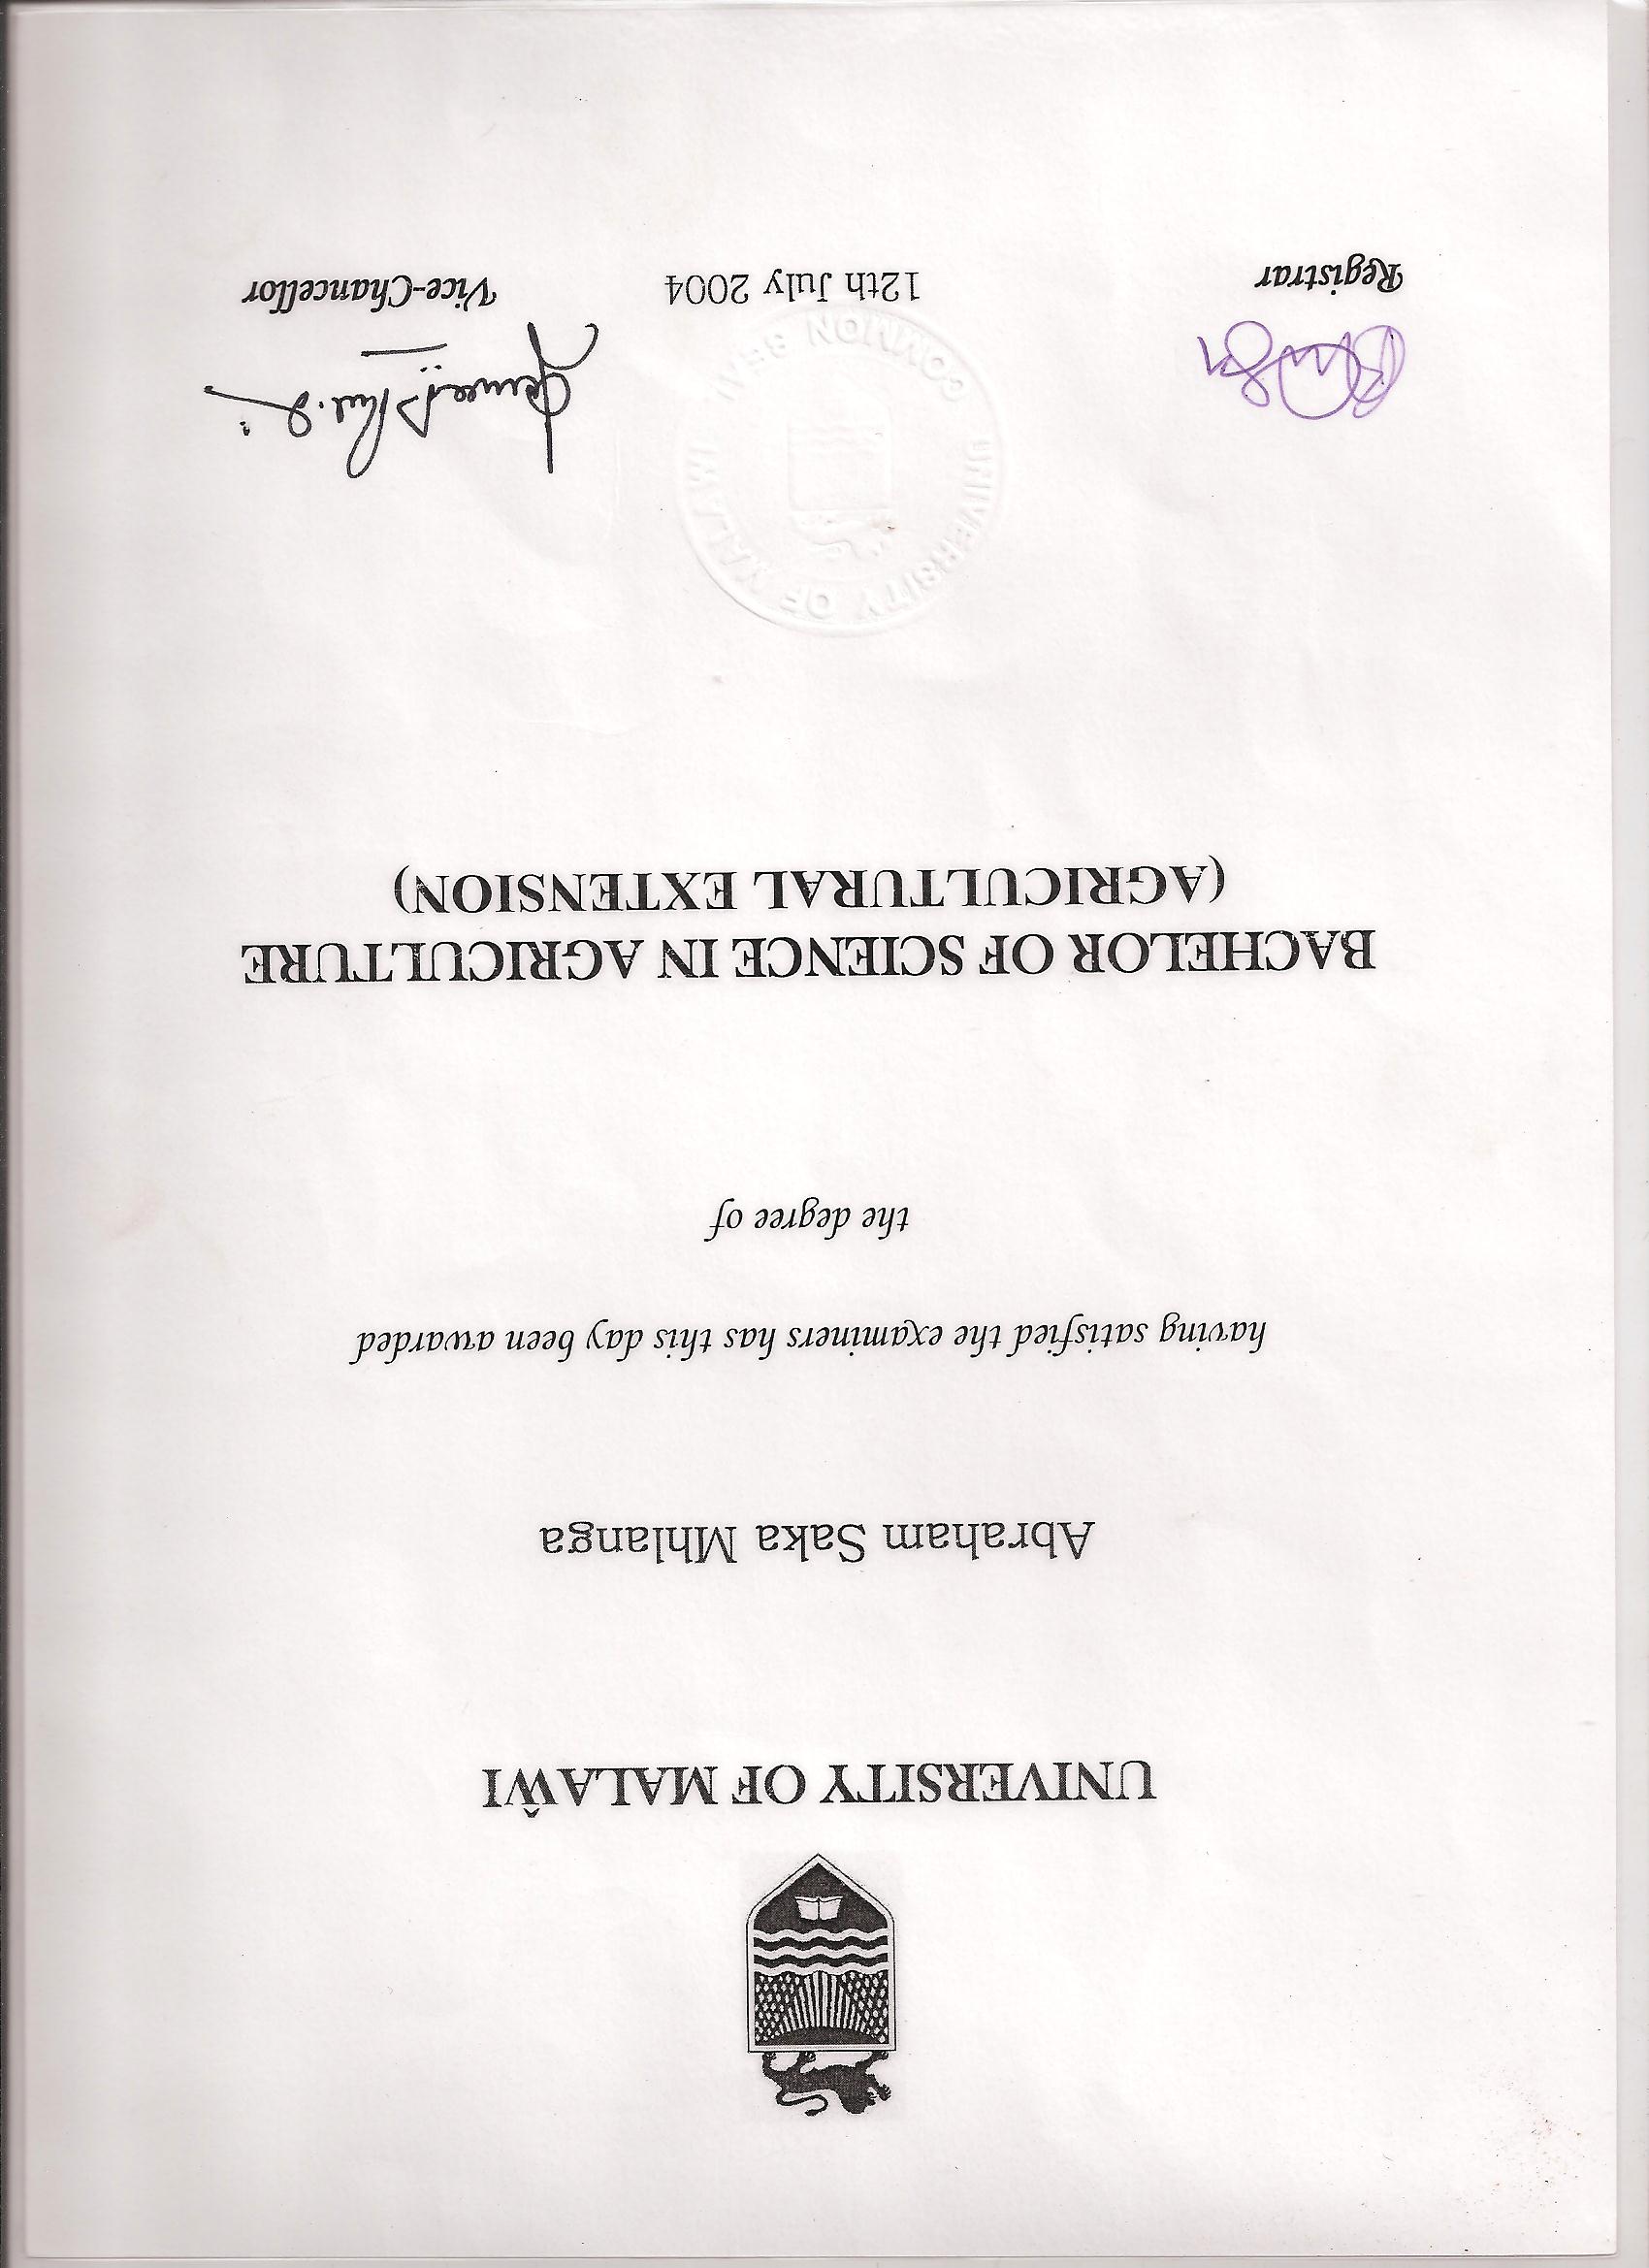 UNIVERSITY OF MALAŴI
Abraham Saka Mhlanga
having satisfied the examiners has this day been awarded
the degree of
BACHELOR OF SCIENCE IN AGRICULTURE
(AGRICULTURAL EXTENSION)
UNIVERSITY OF MALAWI
COMMON SEAL
Registrar
12th July 2004
Vice-Chancellor